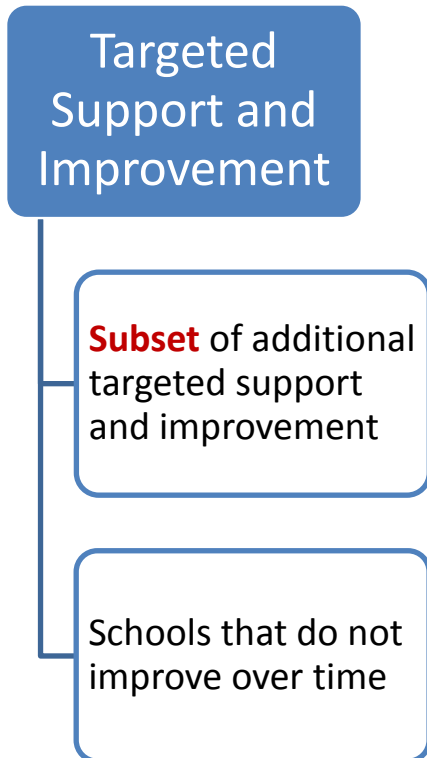 Targeted
Support and
Improvement
Subset of additional
targeted support
and improvement
Schools that do not
improve over time